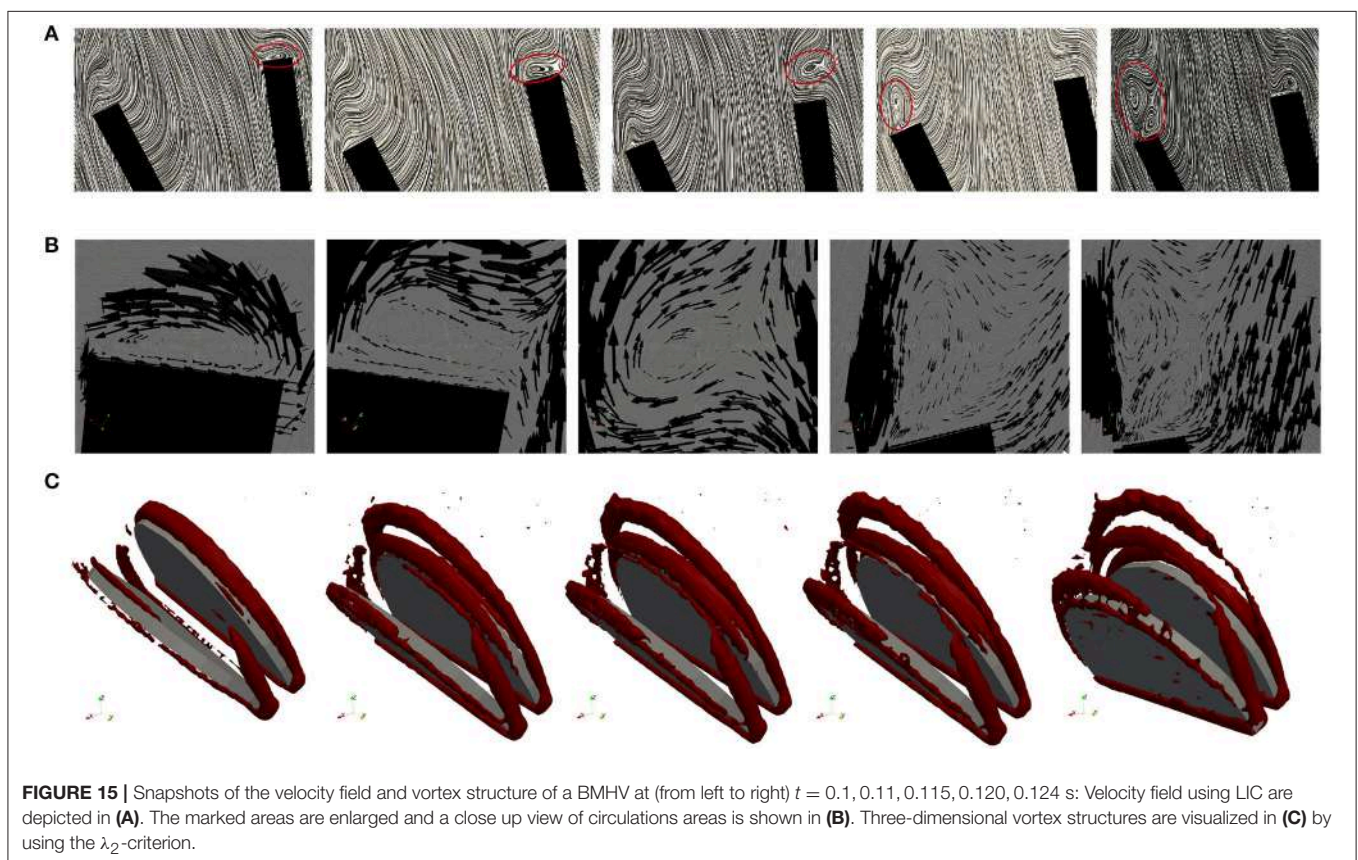 A
B
C
FIGURE 15 | Snapshots of the velocity field and vortex structure of a BMHV at (from left to right) t = 0.1, 0.11, 0.115, 0.120, 0.124 s: Velocity field using LIC are
depicted in (A). The marked areas are enlarged and a close up view of circulations areas is shown in (B). Three-dimensional vortex structures are visualized in (C) by
using the λ₂-criterion.